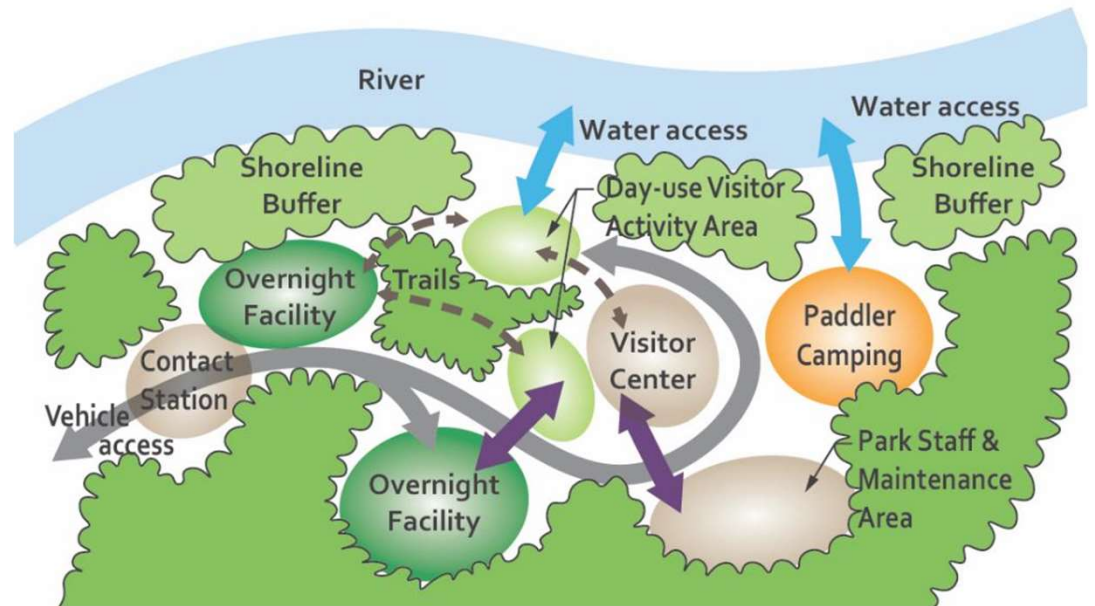 River
Water access
Water access
Shoreline
Buffer
Day-use Visitor
Activity Area
Shoreline
Buffer
Overnight
Facility
Trails
Paddler
Camping
Visitor
Center
Contact
Station
Vehicle
access
Park Staff &
Maintenance
Area
Overnight
Facility